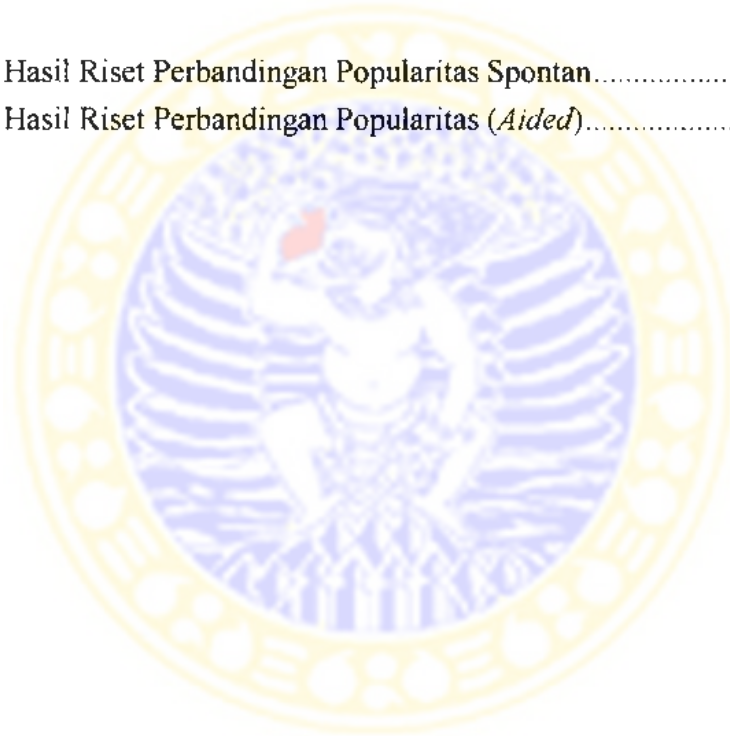 Hasil Riset Perbandingan Popularitas Spontan..................
Hasil Riset Perbandingan Popularitas (Aided)...................